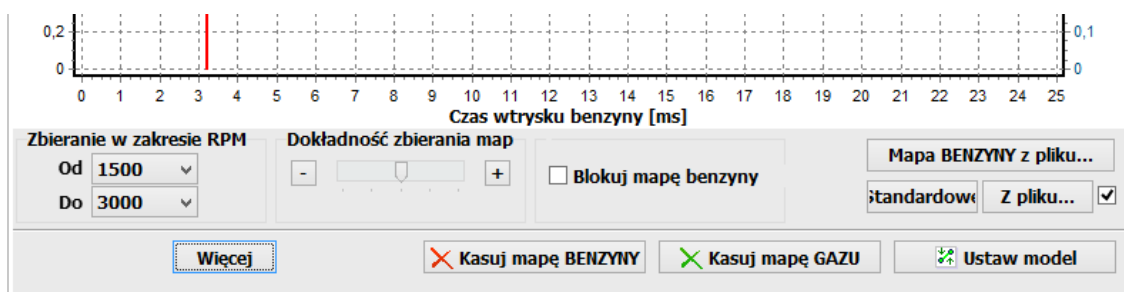 0,2
0,1
0
0
0 1 2 3 4 5 6 7 8 9 10 11 12 13 14 15 16 17 18 19 20 21 22 23 24 25
Czas wtrysku benzyny [ms]
Zbieranie w zakresie RPM
Dokładność zbierania map
Od 1500
- +
Do 3000
Blokuj mapę benzyny
Mapa BENZYNY z pliku...
Standardowe
Z pliku...
Więcej
Kasuj mapę BENZYNY
Kasuj mapę GAZU
Ustaw model